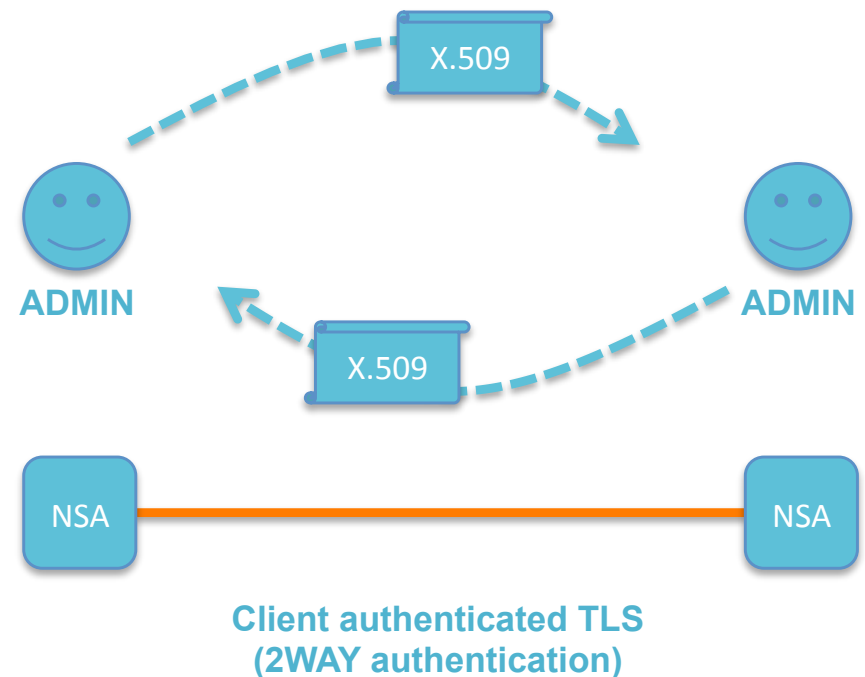 X.509
ADMIN
ADMIN
X.509
NSA
NSA
Client authenticated TLS
(2WAY authentication)